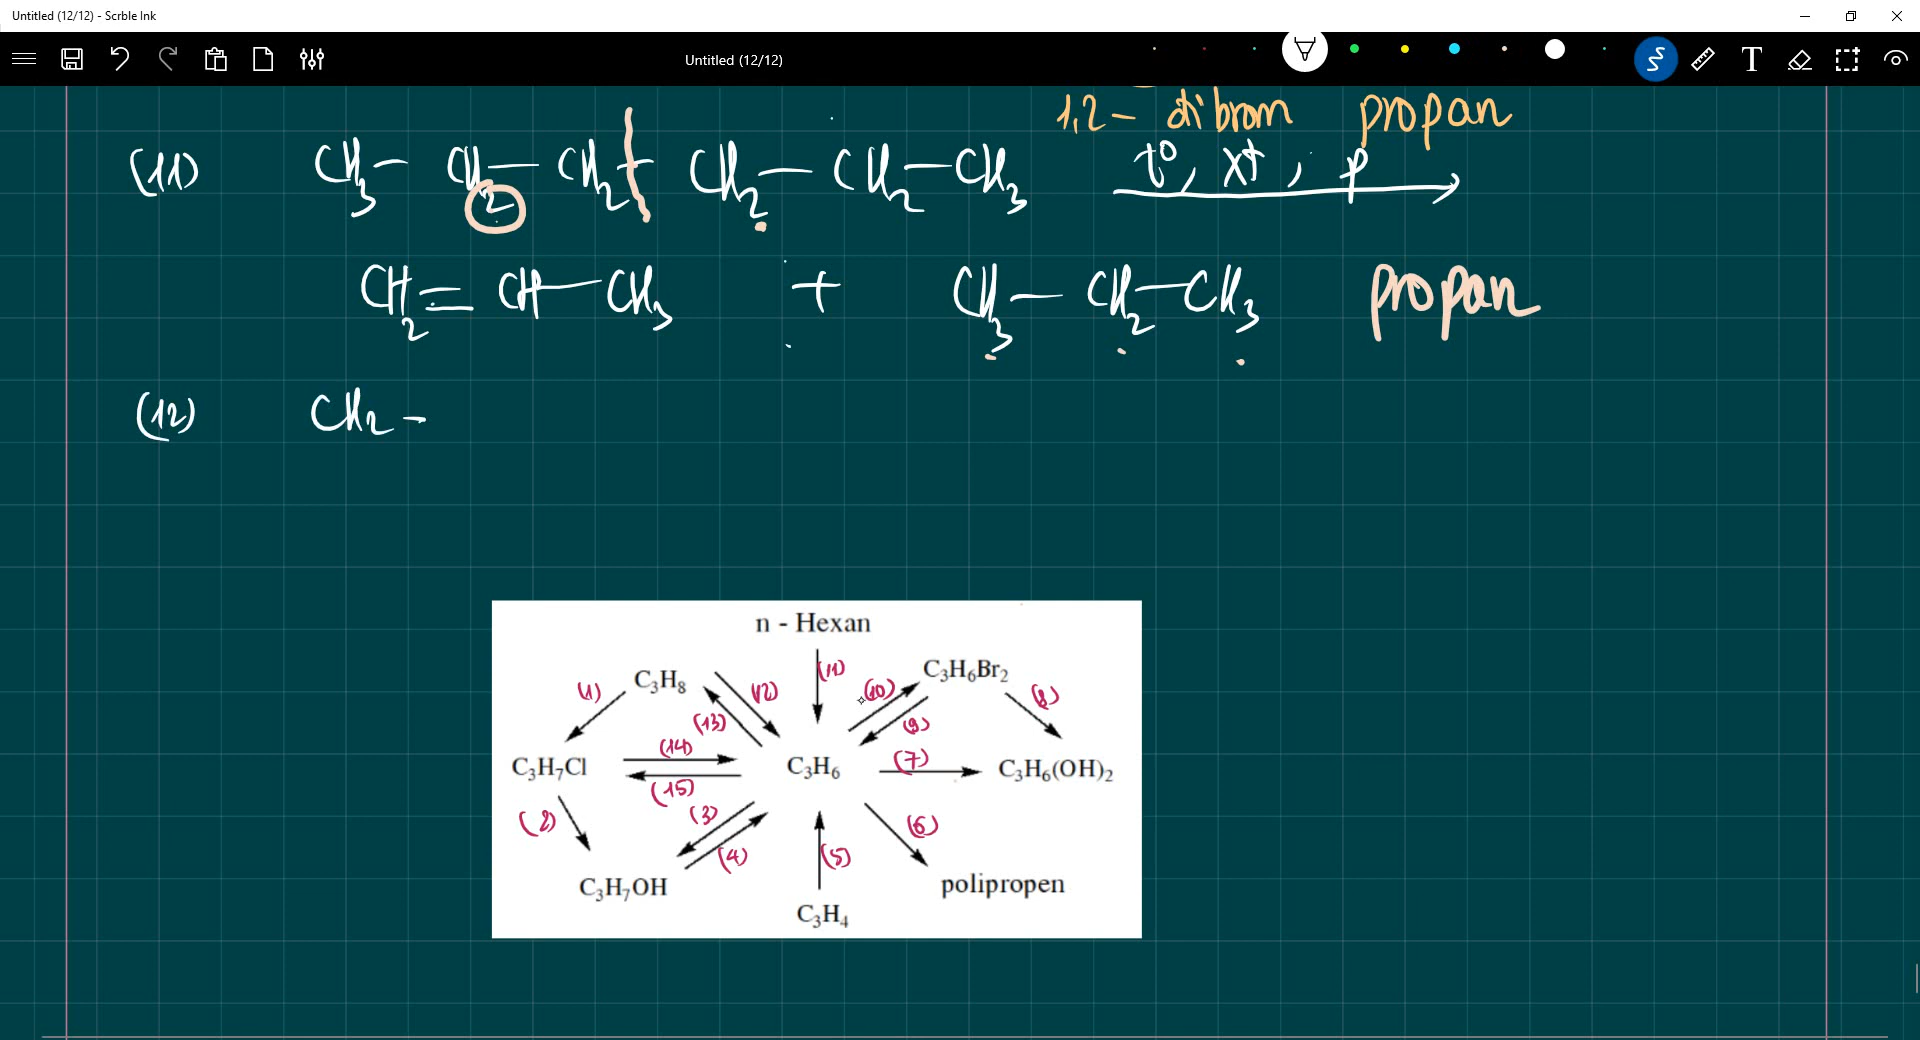 Untitled (12/12) - Scrble Ink
Untitled (12/12)
T
1,2 - đibrom propan
(11) CH3 - CH2 - CH2 - CH2 - CH2 - CH3 t°, xt, p
CH2 = CH - CH3 + CH3 - CH2 - CH3 propan
(12) CH2 -
n - Hexan
(11)
C3H8 (12) (10) C3H6Br2
(1) (13) (9) (8)
(14) (7)
C3H7Cl C3H6 C3H6(OH)2
(15)
(2) (3) (6)
(4) (5)
C3H7OH polipropen
C3H4